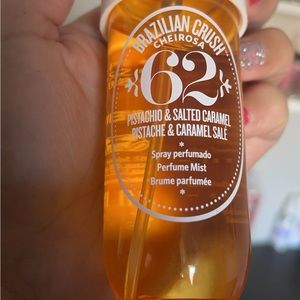 BRAZILIAN CRUSH
CHEIROSA
62
PISTACHIO & SALTED CARAMEL
PISTACHE & CARAMEL SALÉ
*
Spray perfumado
Perfume Mist
Brume parfumée
*